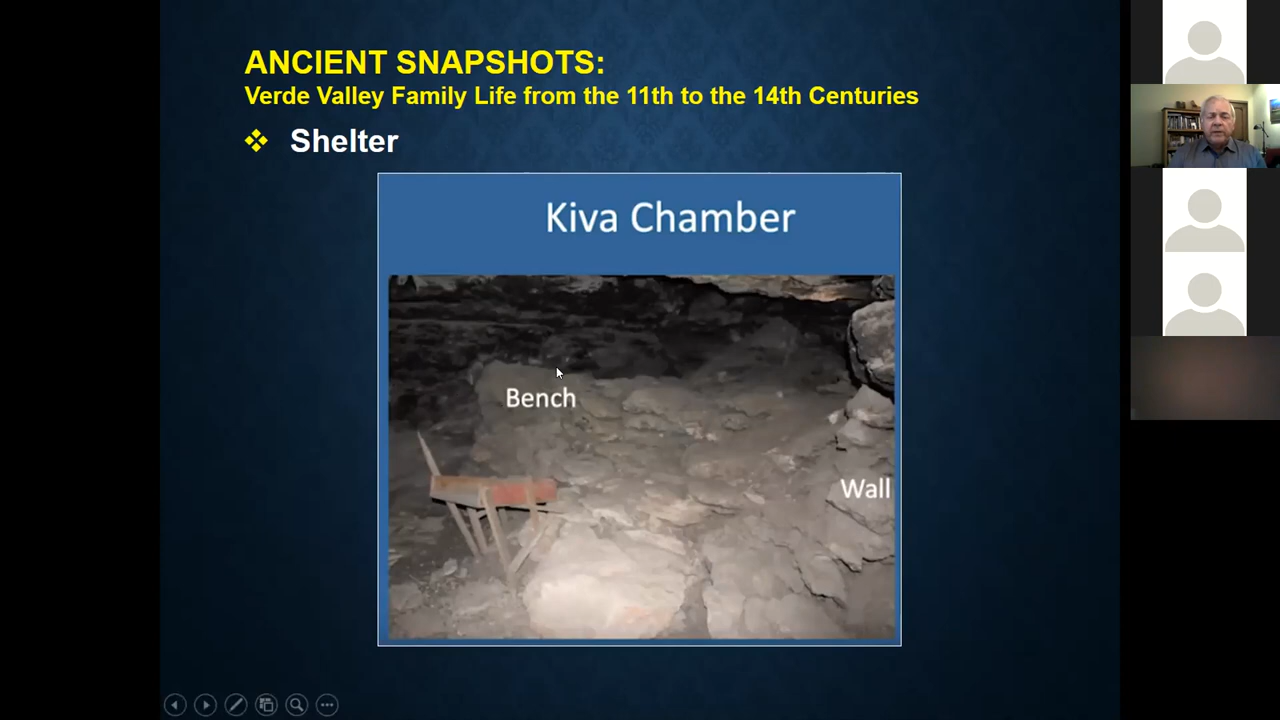 ANCIENT SNAPSHOTS:
Verde Valley Family Life from the 11th to the 14th Centuries
❖ Shelter
Kiva Chamber
Bench
Wall